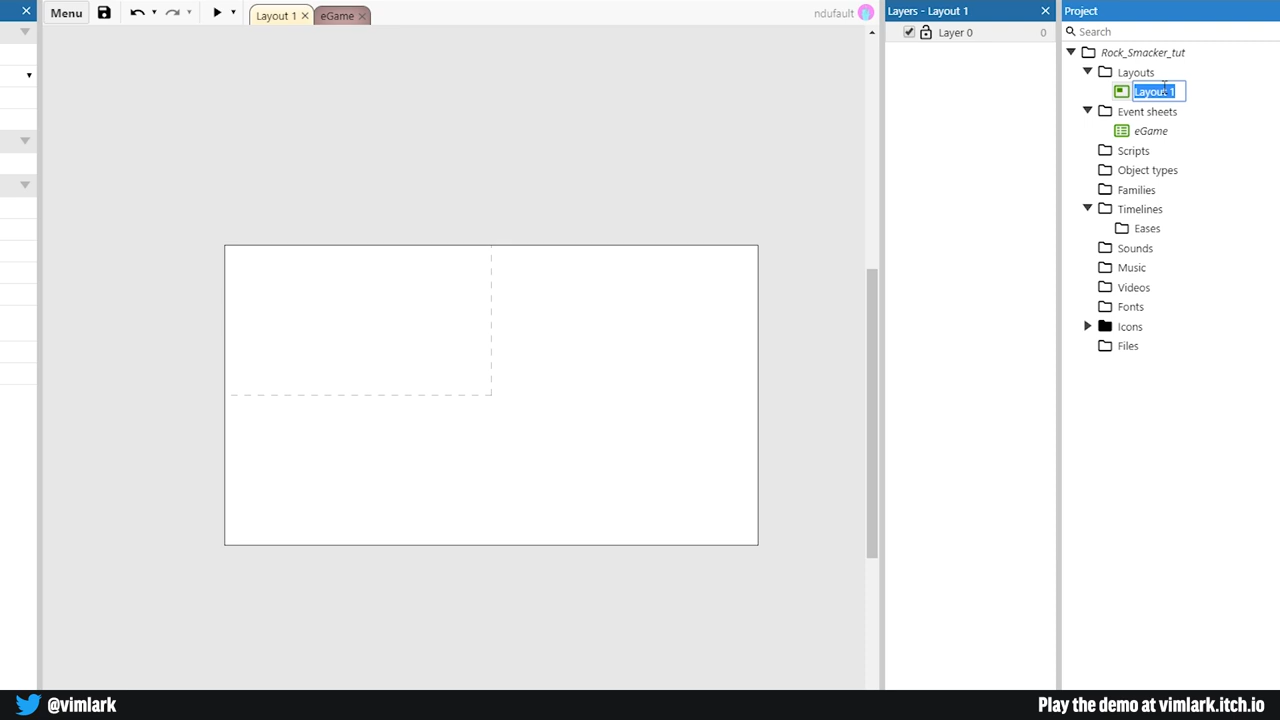 Menu
Layout 1
eGame
ndufault
Layers - Layout 1
Layer 0
0
Project
Search
Rock_Smacker_tut
Layouts
Layout 1
Event sheets
eGame
Scripts
Object types
Families
Timelines
Eases
Sounds
Music
Videos
Fonts
Icons
Files
@vimlark
Play the demo at vimlark.itch.io